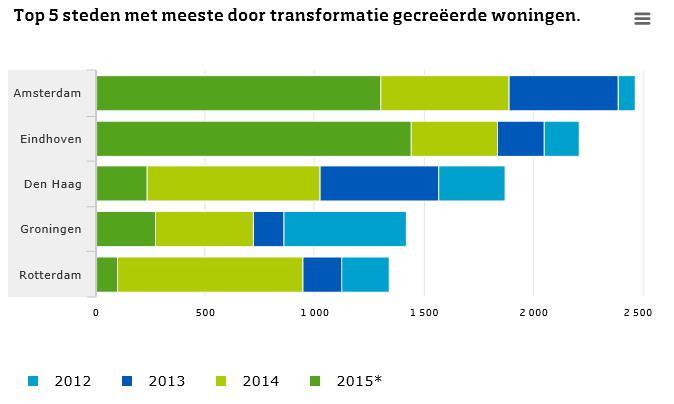 Top 5 steden met meeste door transformatie gecreëerde woningen.
Amsterdam
Eindhoven
Den Haag
Groningen
Rotterdam
0 500 1 000 1 500 2 000 2 500
2012 2013 2014 2015*